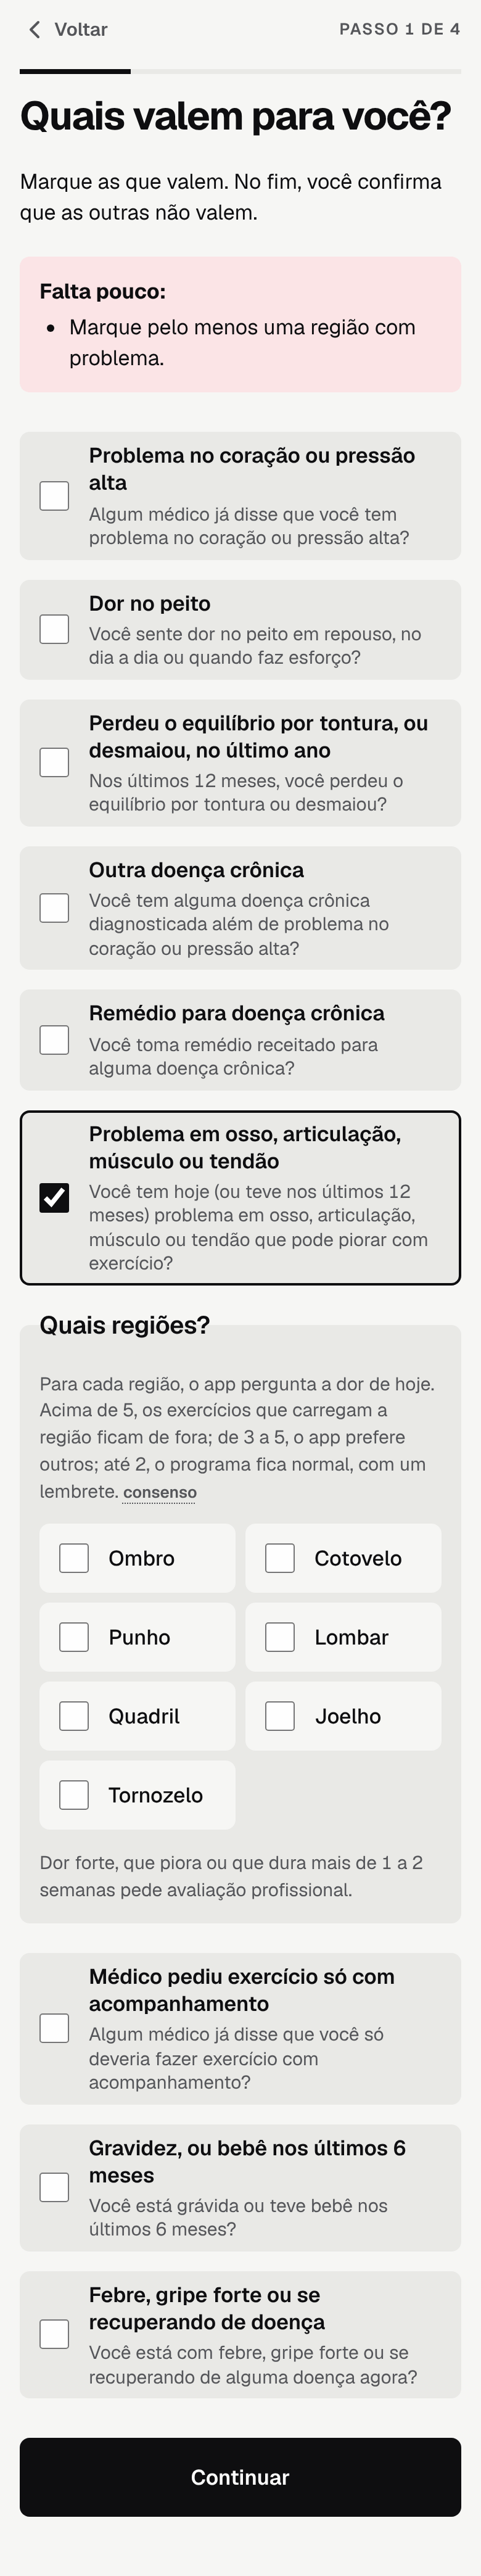 Voltar
PASSO 1 DE 4
Quais valem para você?
Marque as que valem. No fim, você confirma
que as outras não valem.
Falta pouco:
• Marque pelo menos uma região com
problema.
Problema no coração ou pressão
alta
Algum médico já disse que você tem
problema no coração ou pressão alta?
Dor no peito
Você sente dor no peito em repouso, no
dia a dia ou quando faz esforço?
Perdeu o equilíbrio por tontura, ou
desmaiou, no último ano
Nos últimos 12 meses, você perdeu o
equilíbrio por tontura ou desmaiou?
Outra doença crônica
Você tem alguma doença crônica
diagnosticada além de problema no
coração ou pressão alta?
Remédio para doença crônica
Você toma remédio receitado para
alguma doença crônica?
Problema em osso, articulação,
músculo ou tendão
Você tem hoje (ou teve nos últimos 12
meses) problema em osso, articulação,
músculo ou tendão que pode piorar com
exercício?
Quais regiões?
Para cada região, o app pergunta a dor de hoje.
Acima de 5, os exercícios que carregam a
região ficam de fora; de 3 a 5, o app prefere
outros; até 2, o programa fica normal, com um
lembrete. consenso
Ombro
Cotovelo
Punho
Lombar
Quadril
Joelho
Tornozelo
Dor forte, que piora ou que dura mais de 1 a 2
semanas pede avaliação profissional.
Médico pediu exercício só com
acompanhamento
Algum médico já disse que você só
deveria fazer exercício com
acompanhamento?
Gravidez, ou bebê nos últimos 6
meses
Você está grávida ou teve bebê nos
últimos 6 meses?
Febre, gripe forte ou se
recuperando de doença
Você está com febre, gripe forte ou se
recuperando de alguma doença agora?
Continuar